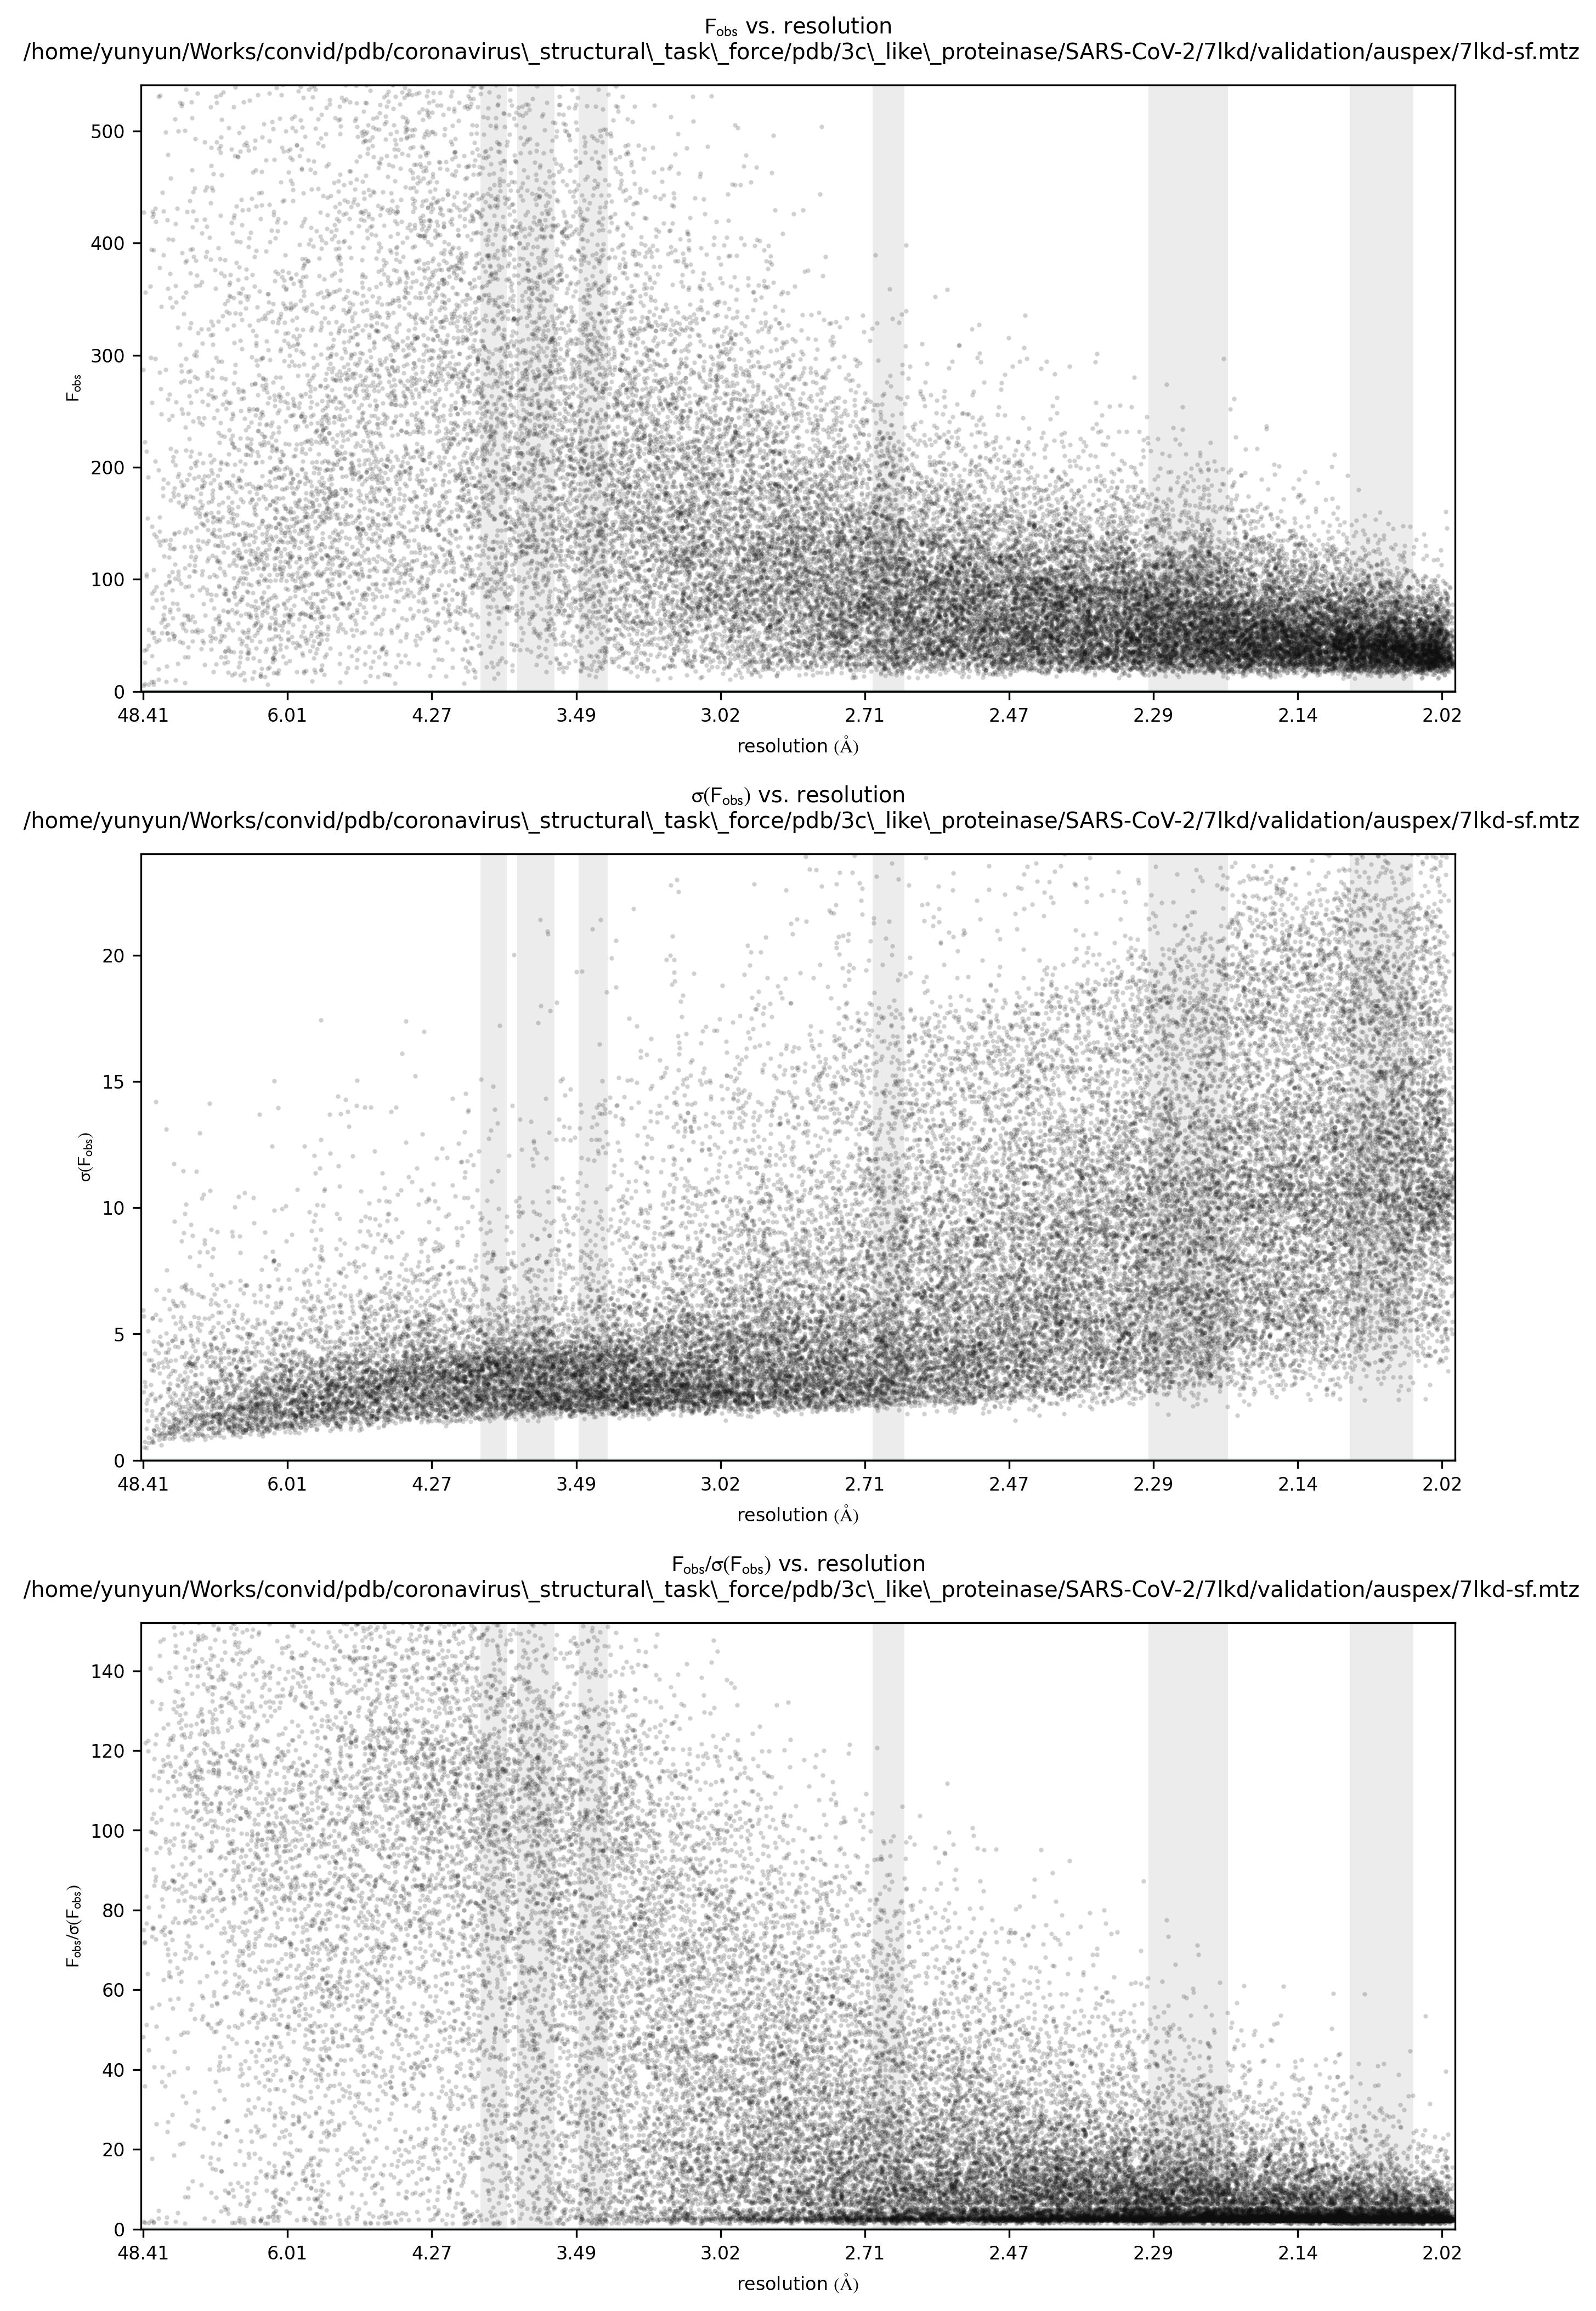 Fobs vs. resolution
/home/yunyun/Works/convid/pdb/coronavirus\_structural\_task\_force/pdb/3c\_like\_proteinase/SARS-CoV-2/7lkd/validation/auspex/7lkd-sf.mtz
500
400
300
200
100
0
Fobs
48.41 6.01 4.27 3.49 3.02 2.71 2.47 2.29 2.14 2.02
resolution (Å)
σ(Fobs) vs. resolution
/home/yunyun/Works/convid/pdb/coronavirus\_structural\_task\_force/pdb/3c\_like\_proteinase/SARS-CoV-2/7lkd/validation/auspex/7lkd-sf.mtz
20
15
10
5
0
σ(Fobs)
48.41 6.01 4.27 3.49 3.02 2.71 2.47 2.29 2.14 2.02
resolution (Å)
Fobs/σ(Fobs) vs. resolution
/home/yunyun/Works/convid/pdb/coronavirus\_structural\_task\_force/pdb/3c\_like\_proteinase/SARS-CoV-2/7lkd/validation/auspex/7lkd-sf.mtz
140
120
100
80
60
40
20
0
Fobs/σ(Fobs)
48.41 6.01 4.27 3.49 3.02 2.71 2.47 2.29 2.14 2.02
resolution (Å)